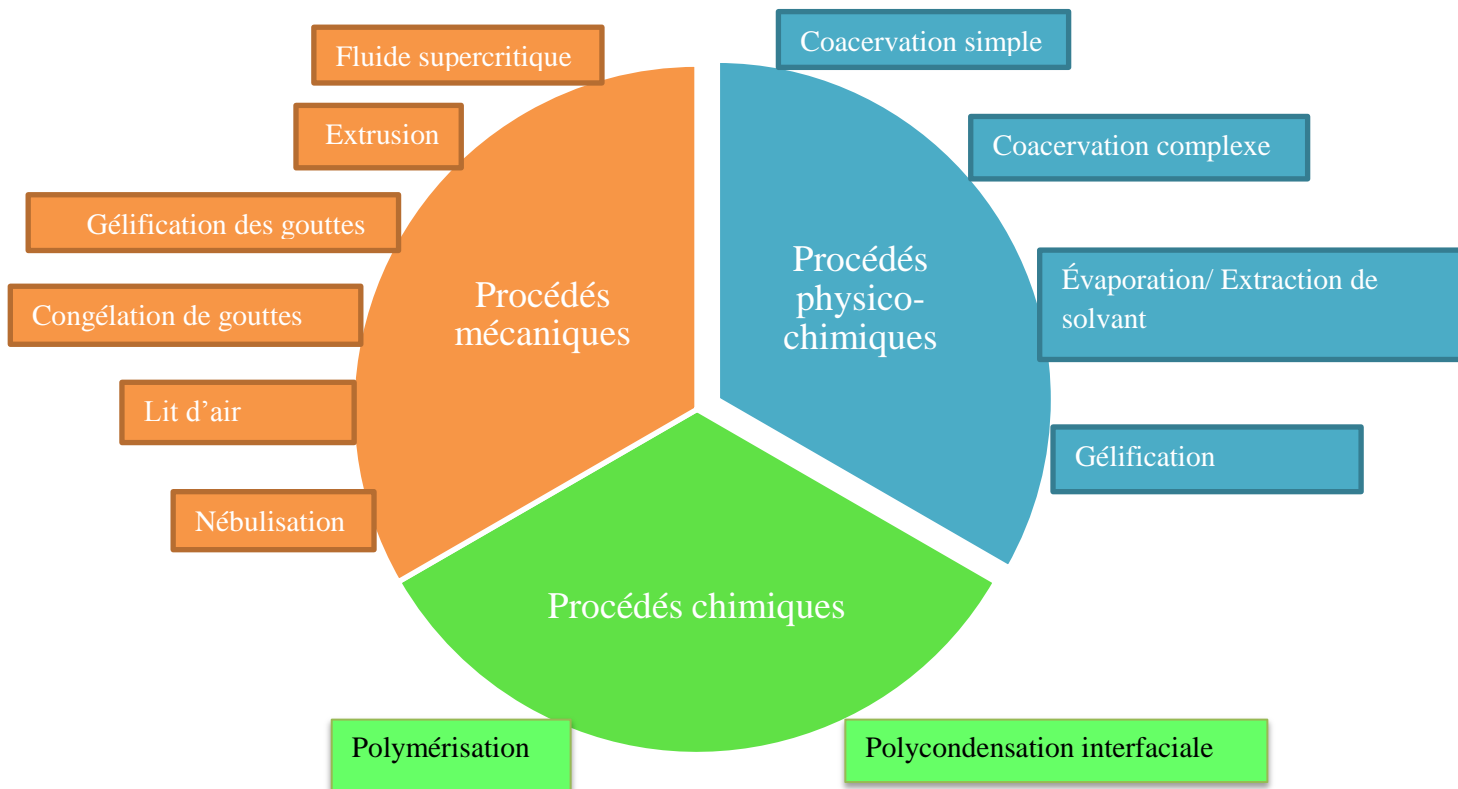 Fluide supercritique
Extrusion
Gélification des gouttes
Congélation de gouttes
Lit d’air
Nébulisation
Procédés
mécaniques
Coacervation simple
Coacervation complexe
Évaporation/ Extraction de
solvant
Gélification
Procédés
physico-
chimiques
Procédés chimiques
Polymérisation
Polycondensation interfaciale